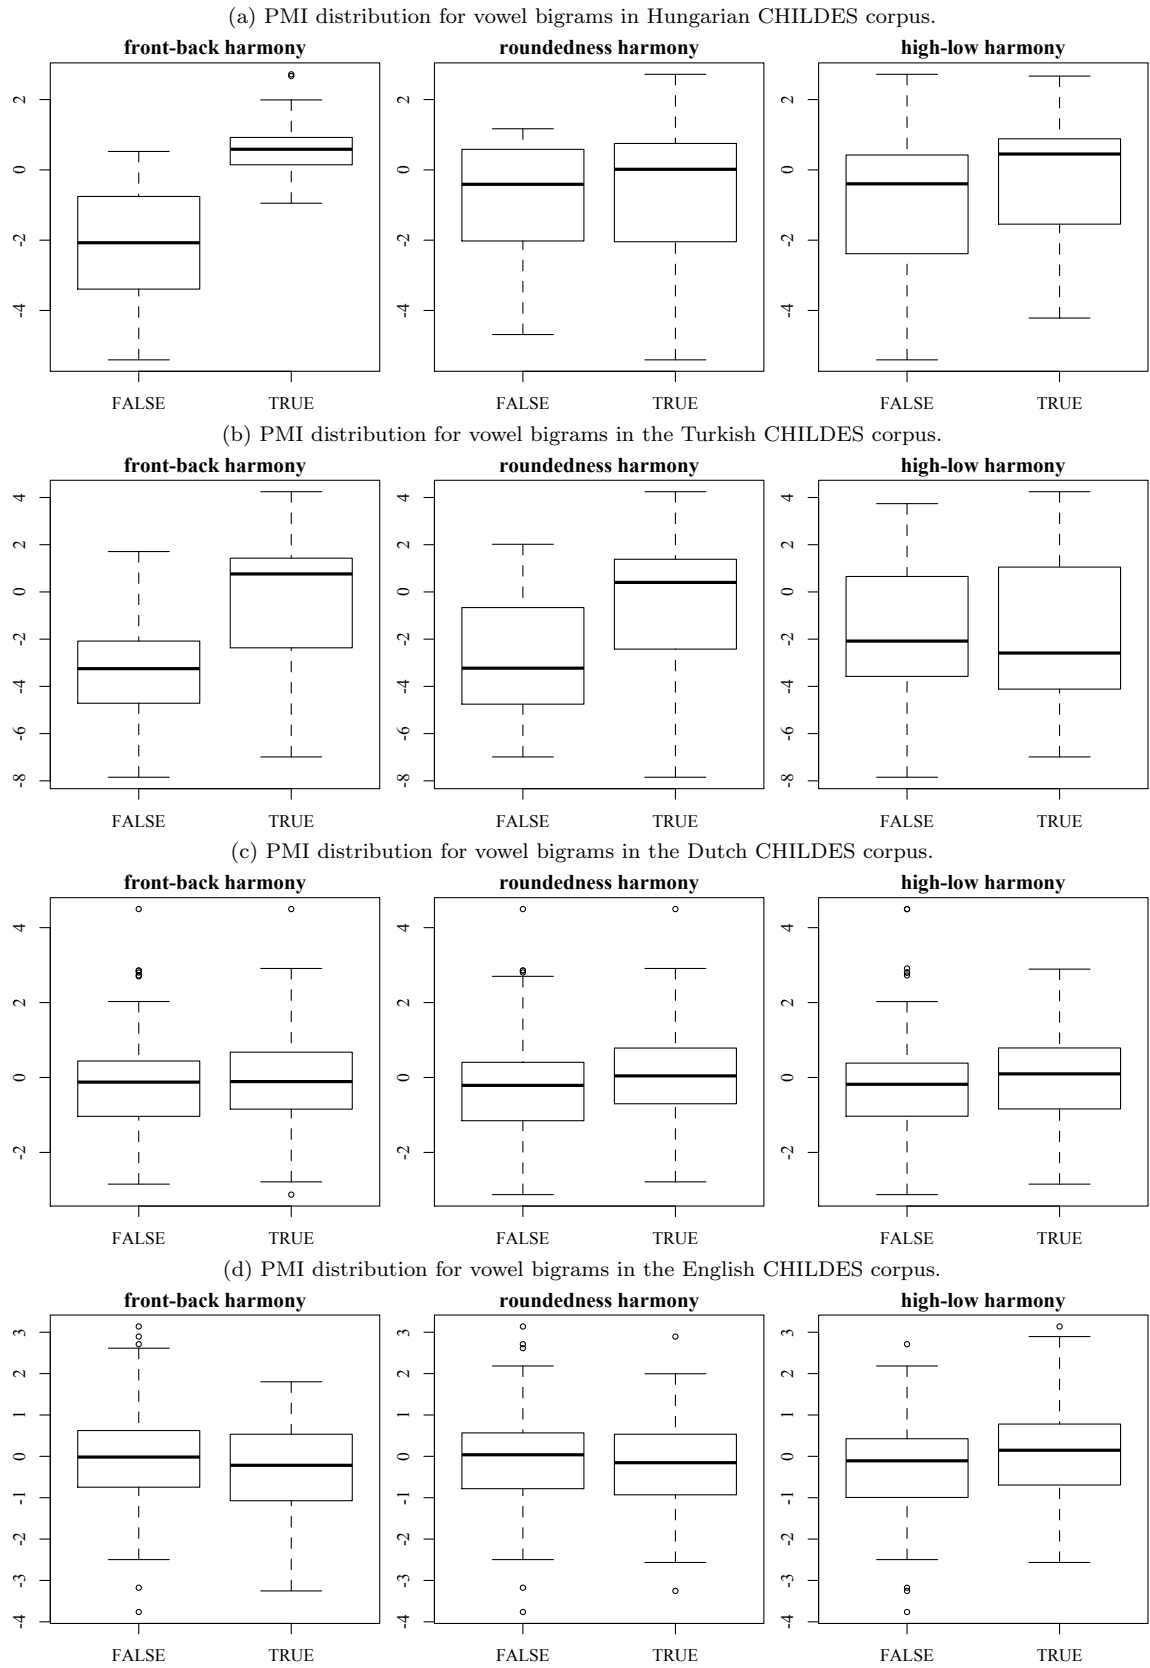 (a) PMI distribution for vowel bigrams in Hungarian CHILDES corpus.
front-back harmony roundedness harmony high-low harmony
2 2 2
0 0 0
-2 -2 -2
-4 -4 -4
FALSE TRUE FALSE TRUE FALSE TRUE
(b) PMI distribution for vowel bigrams in the Turkish CHILDES corpus.
front-back harmony roundedness harmony high-low harmony
4 4 4
2 2 2
0 0 0
-2 -2 -2
-4 -4 -4
-6 -6 -6
-8 -8 -8
FALSE TRUE FALSE TRUE FALSE TRUE
(c) PMI distribution for vowel bigrams in the Dutch CHILDES corpus.
front-back harmony roundedness harmony high-low harmony
4 4 4
2 2 2
0 0 0
-2 -2 -2
FALSE TRUE FALSE TRUE FALSE TRUE
(d) PMI distribution for vowel bigrams in the English CHILDES corpus.
front-back harmony roundedness harmony high-low harmony
3 3 3
2 2 2
1 1 1
0 0 0
-1 -1 -1
-2 -2 -2
-3 -3 -3
-4 -4 -4
FALSE TRUE FALSE TRUE FALSE TRUE